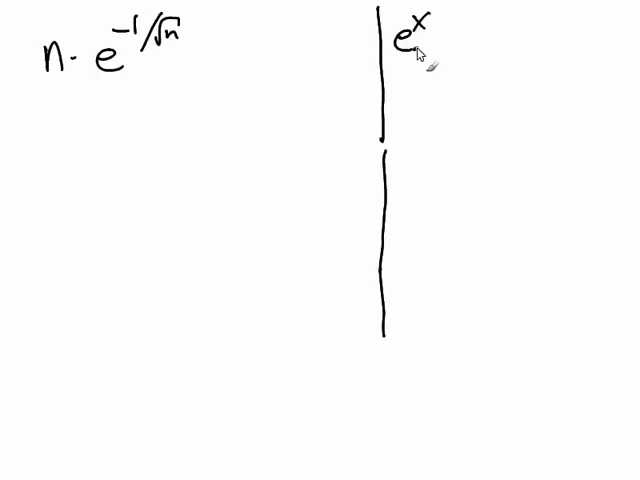 n · e^{-1/√n}
e^x